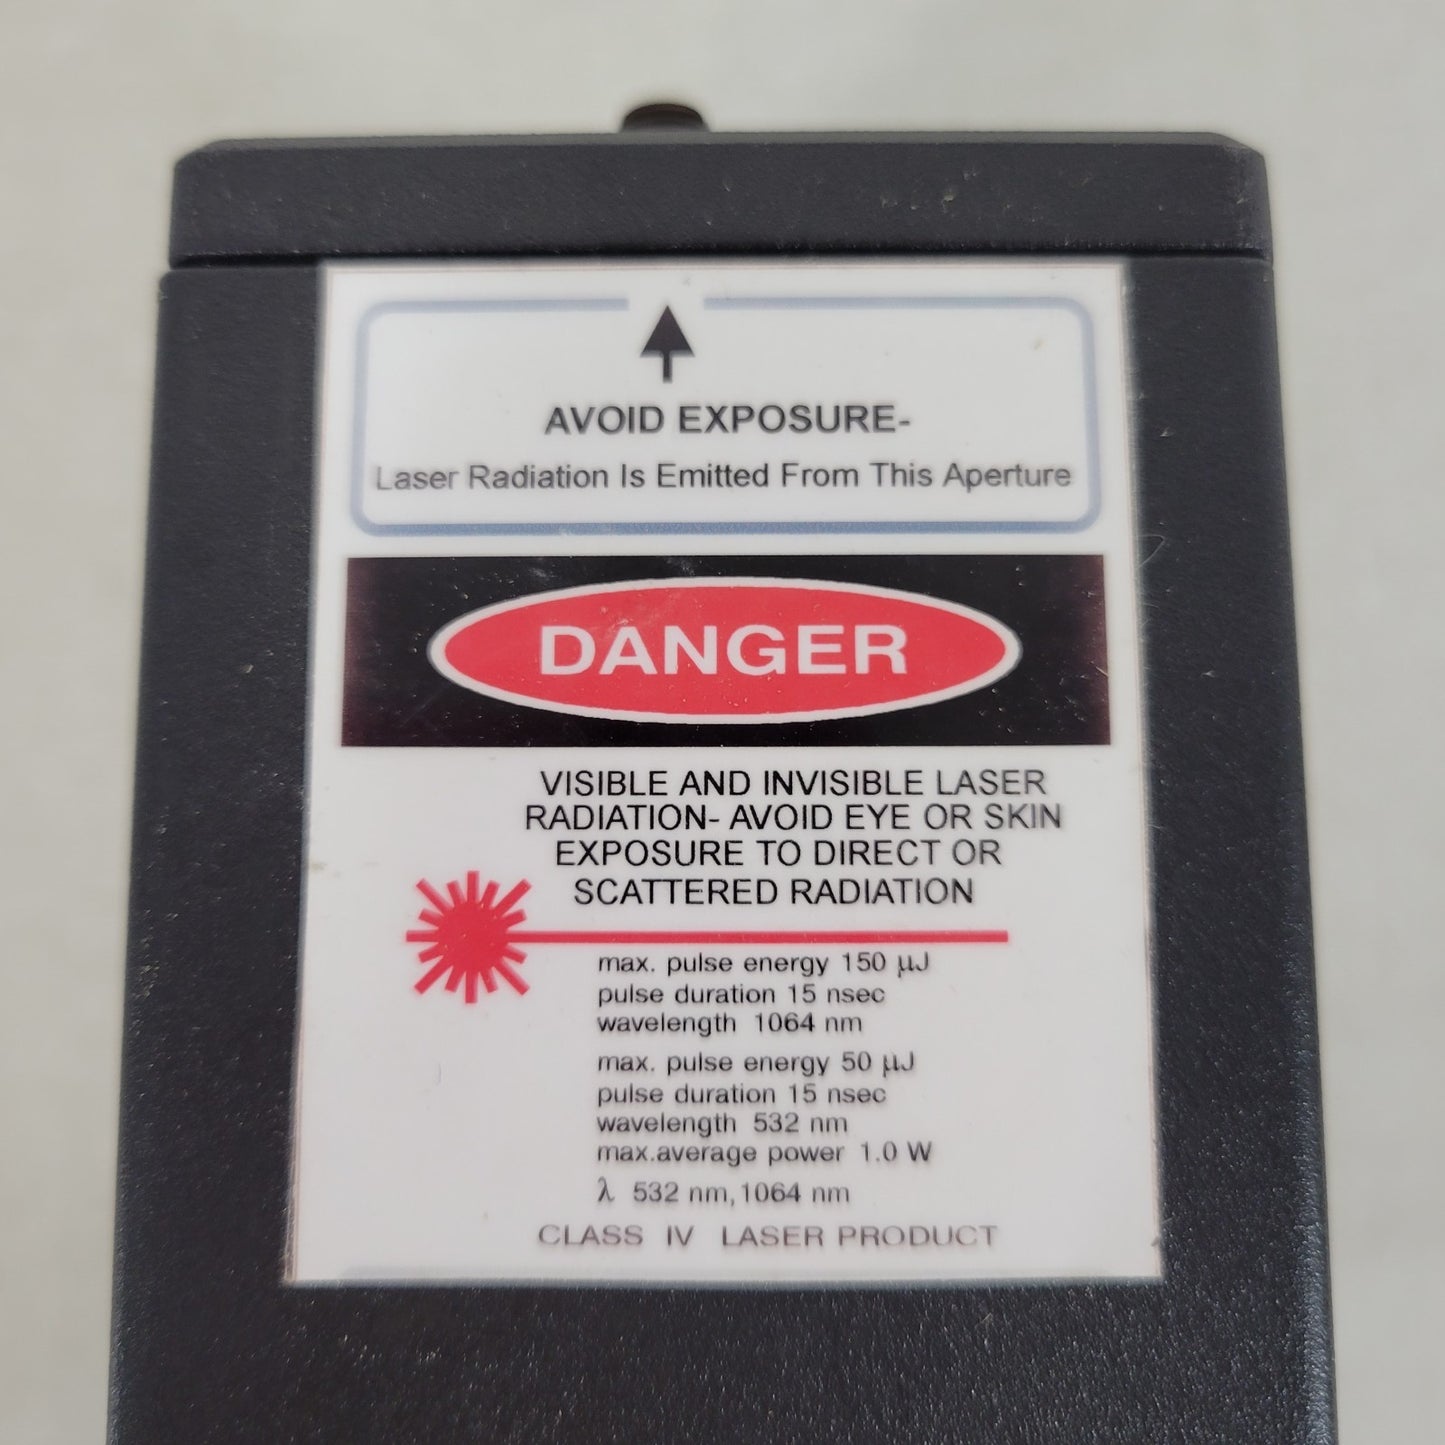 AVOID EXPOSURE-
Laser Radiation Is Emitted From This Aperture
DANGER
VISIBLE AND INVISIBLE LASER
RADIATION- AVOID EYE OR SKIN
EXPOSURE TO DIRECT OR
SCATTERED RADIATION
max. pulse energy 150 µJ
pulse duration 15 nsec
wavelength 1064 nm
max. pulse energy 50 µJ
pulse duration 15 nsec
wavelength 532 nm
max.average power 1.0 W
λ 532 nm,1064 nm
CLASS IV LASER PRODUCT